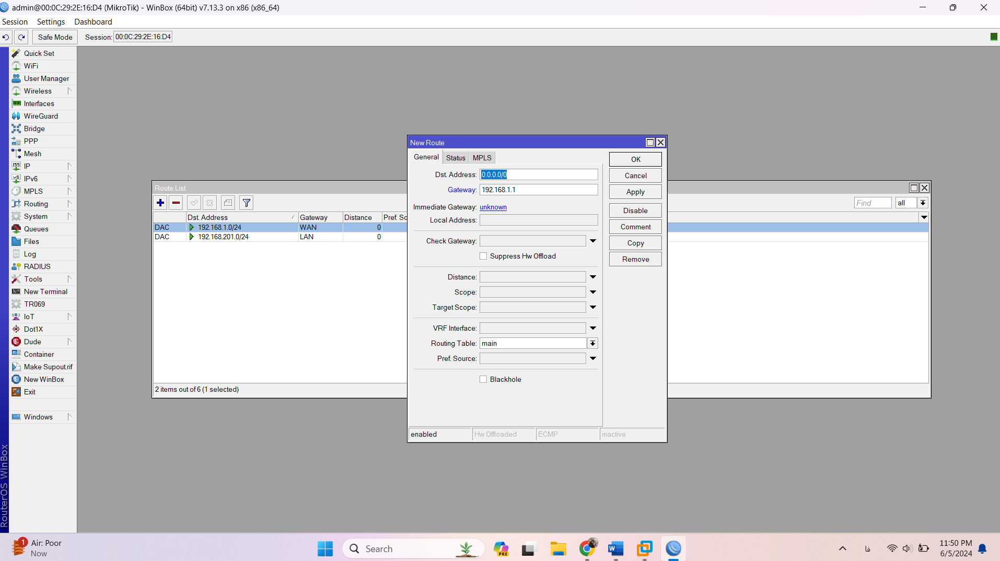 admin@00:0C:29:2E:16:D4 (MikroTik) - WinBox (64bit) v7.13.3 on x86 (x86_64)
Session Settings Dashboard
Safe Mode Session: 00:0C:29:2E:16:D4
Quick Set
WiFi
User Manager
Wireless
Interfaces
WireGuard
Bridge
PPP
Mesh
IP
IPv6
MPLS
Routing
System
Queues
Files
Log
RADIUS
Tools
New Terminal
TR069
IoT
Dot1X
Dude
Container
Make Supout.rif
New WinBox
Exit
Windows
RouterOS WinBox
Route List
Find all
Dst. Address Gateway Distance Pref. So
DAC 192.168.1.0/24 WAN 0
DAC 192.168.201.0/24 LAN 0
2 items out of 6 (1 selected)
New Route
General Status MPLS
Dst. Address: 0.0.0.0/0
Gateway: 192.168.1.1
Immediate Gateway: unknown
Local Address:
Check Gateway:
Suppress Hw Offload
Distance:
Scope:
Target Scope:
VRF Interface:
Routing Table: main
Pref. Source:
Blackhole
enabled Hw Offloaded ECMP inactive
OK
Cancel
Apply
Disable
Comment
Copy
Remove
1
Air: Poor
Now
Search
PRE
فا
11:50 PM
6/5/2024